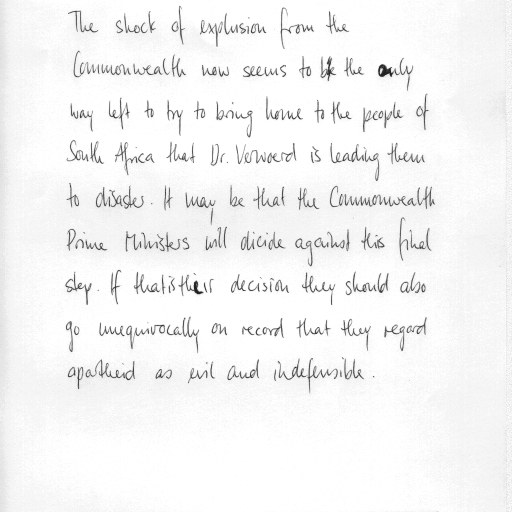 The shock of explusion from the
Commonwealth now seems to be the only
way left to try to bring home to the people of
South Africa that Dr. Verwoerd is leading them
to disaster. It may be that the Commonwealth
Prime Ministers will dicide against this final
step. If that is their decision they should also
go unequivocally on record that they regard
apartheid as evil and indefensible.